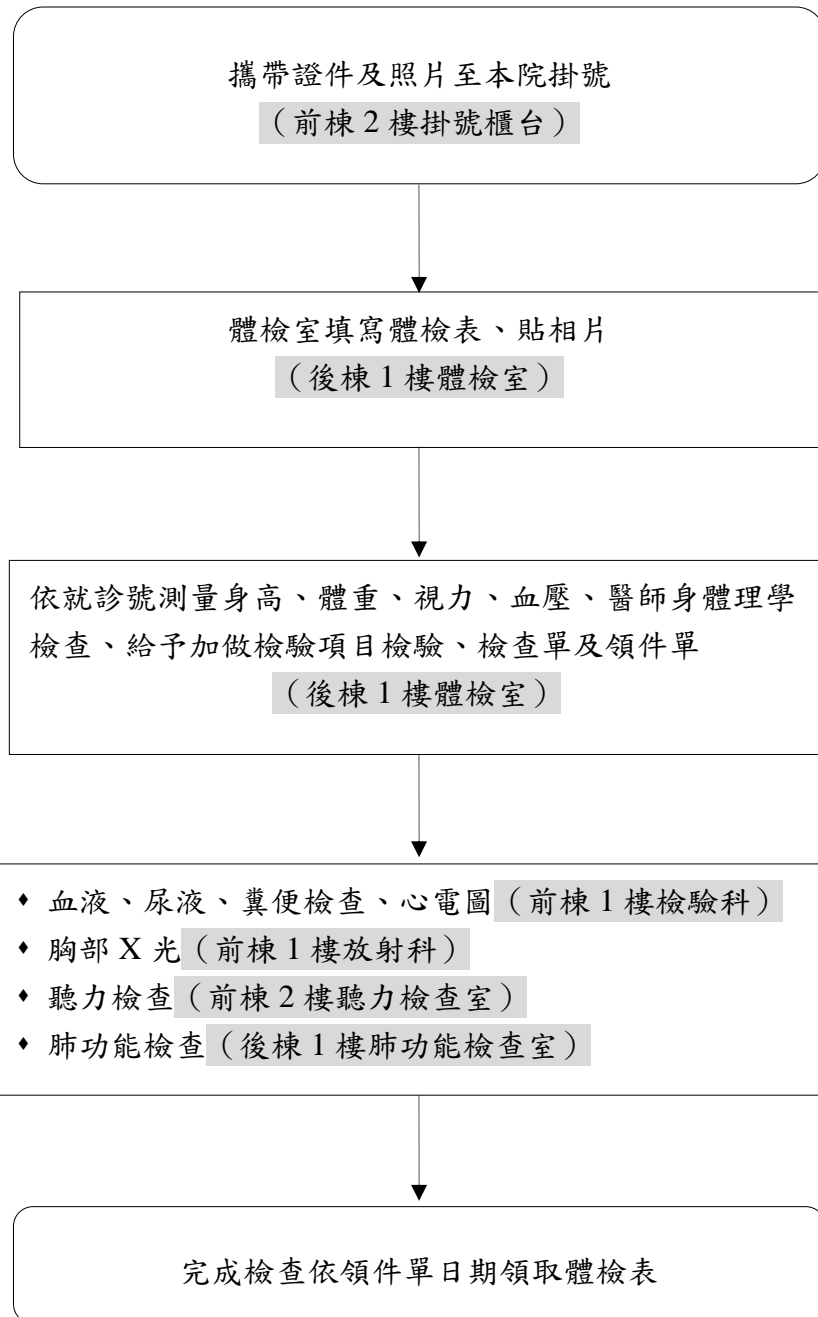 攜帶證件及照片至本院掛號
（前棟 2 樓掛號櫃台）
體檢室填寫體檢表、貼相片
（後棟 1 樓體檢室）
依就診號測量身高、體重、視力、血壓、醫師身體理學
檢查、給予加做檢驗項目檢驗、檢查單及領件單
（後棟 1 樓體檢室）
♦ 血液、尿液、糞便檢查、心電圖（前棟 1 樓檢驗科）
♦ 胸部 X 光（前棟 1 樓放射科）
♦ 聽力檢查（前棟 2 樓聽力檢查室）
♦ 肺功能檢查（後棟 1 樓肺功能檢查室）
完成檢查依領件單日期領取體檢表